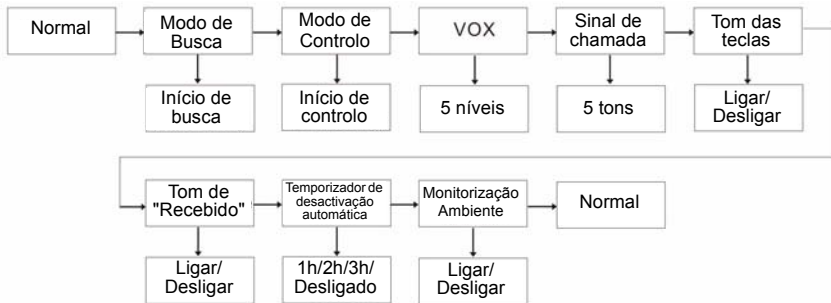 Normal
Modo de
Busca
Modo de
Controlo
VOX
Sinal de
chamada
Tom das
teclas
Início de
busca
Início de
controlo
5 níveis
5 tons
Ligar/
Desligar
Tom de
"Recebido"
Temporizador de
desactivação
automática
Monitorização
Ambiente
Normal
Ligar/
Desligar
1h/2h/3h/
Desligado
Ligar/
Desligar